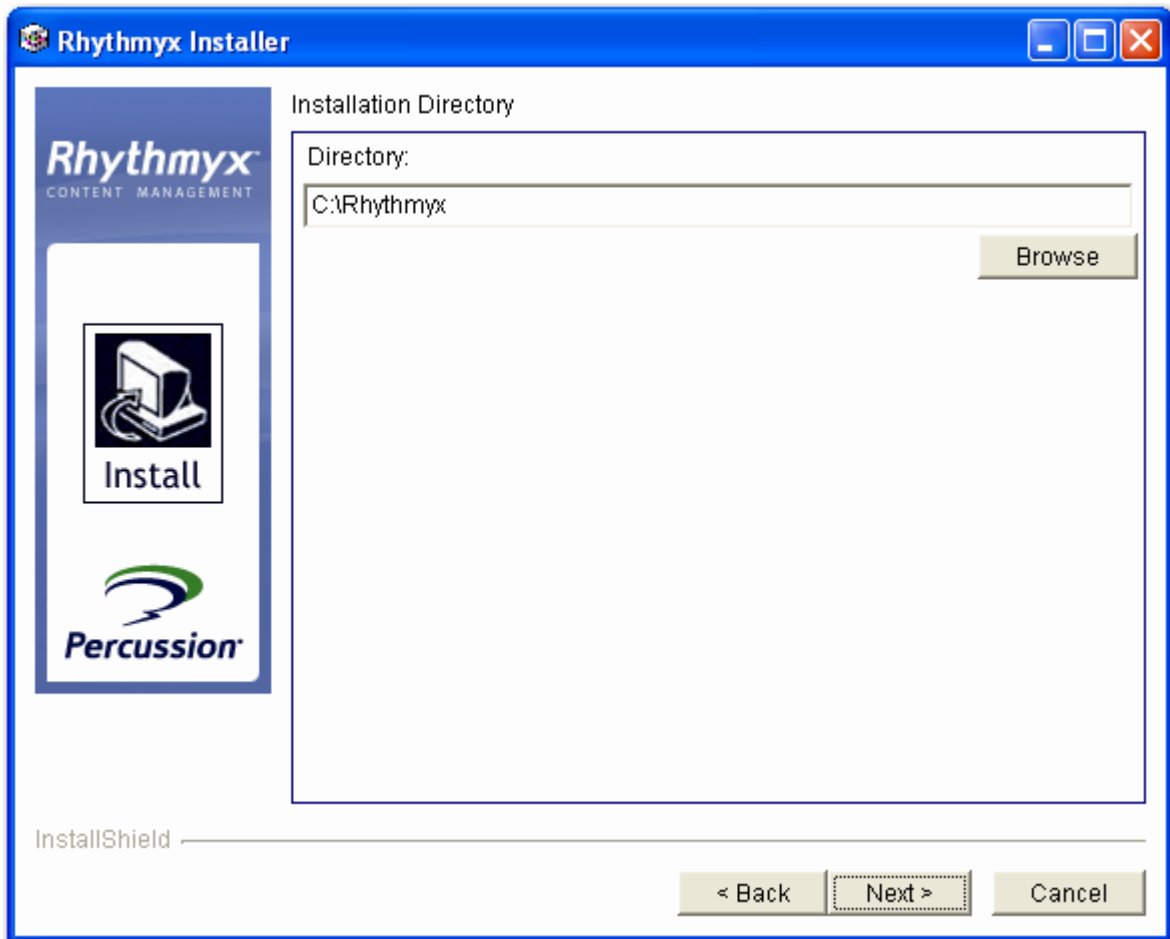 Rhythmyx Installer
Rhythmyx
CONTENT MANAGEMENT
Install
Percussion
Installation Directory
Directory:
C:\Rhythmyx
Browse
InstallShield
< Back
Next >
Cancel